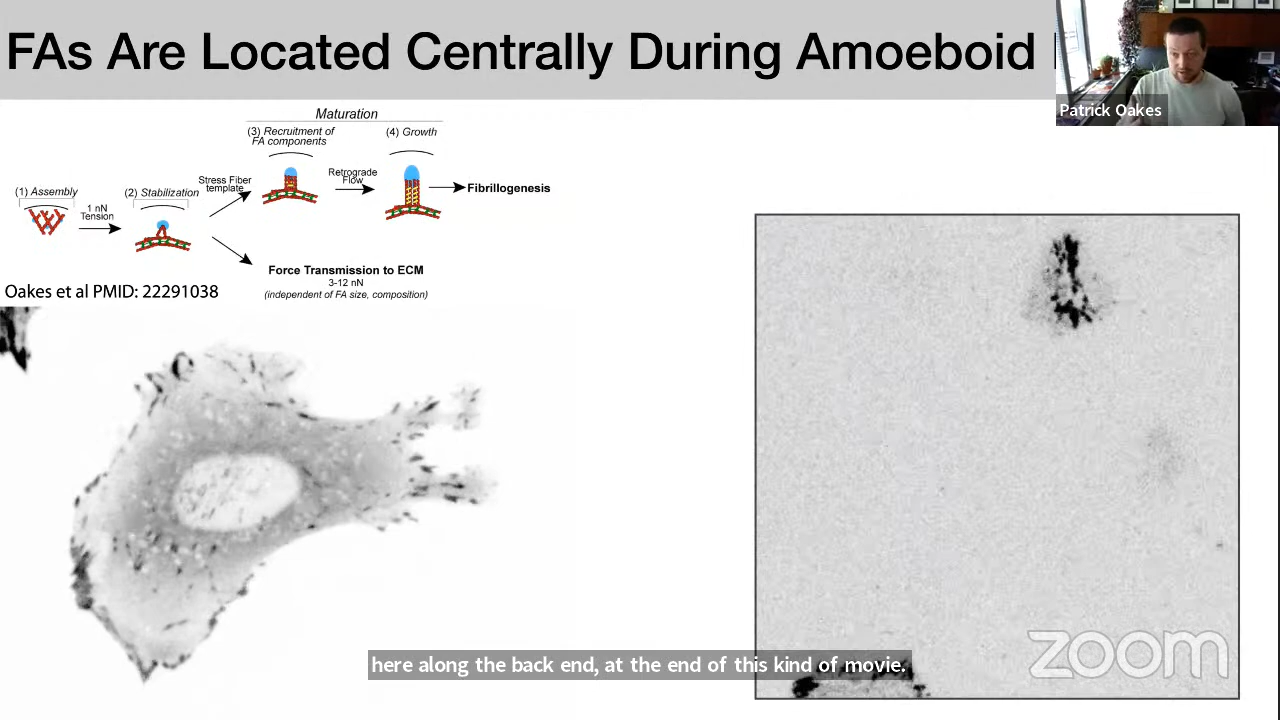 FAs Are Located Centrally During Amoeboid
Patrick Oakes
Maturation
(3) Recruitment of
FA components
(4) Growth
(1) Assembly
1 nN
Tension
(2) Stabilization
Stress Fiber
template
Retrograde
Flow
Fibrillogenesis
Force Transmission to ECM
3-12 nN
(independent of FA size, composition)
Oakes et al PMID: 22291038
here along the back end, at the end of this kind of movie.
zoom